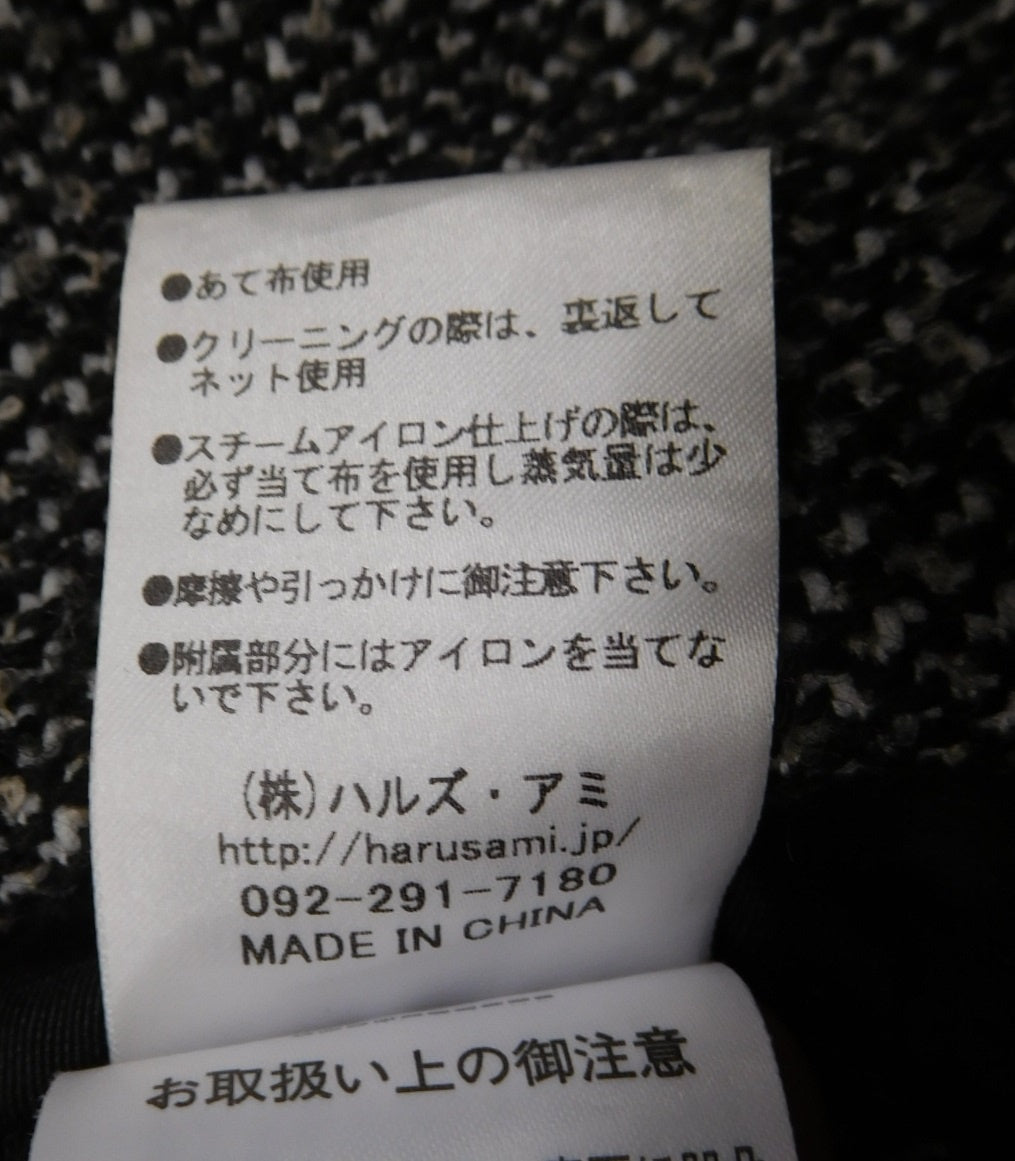 ●あて布使用
●クリーニングの際は、裏返して
ネット使用
●スチームアイロン仕上げの際は、
必ず当て布を使用し蒸気量は少
なめにして下さい。
●摩擦や引っかけに御注意下さい。
●附属部分にはアイロンを当てな
いで下さい。
(株)ハルズ・アミ
http://harusami.jp/
092-291-7180
MADE IN CHINA
お取扱い上の御注意